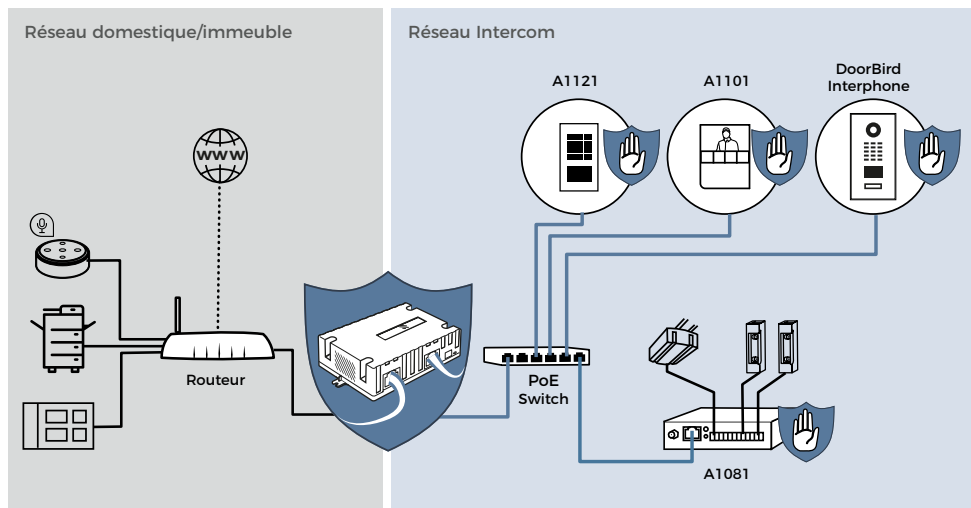 Réseau domestique/immeuble
Réseau Intercom
A1121
A1101
DoorBird
Interphone
www
Routeur
PoE
Switch
A1081